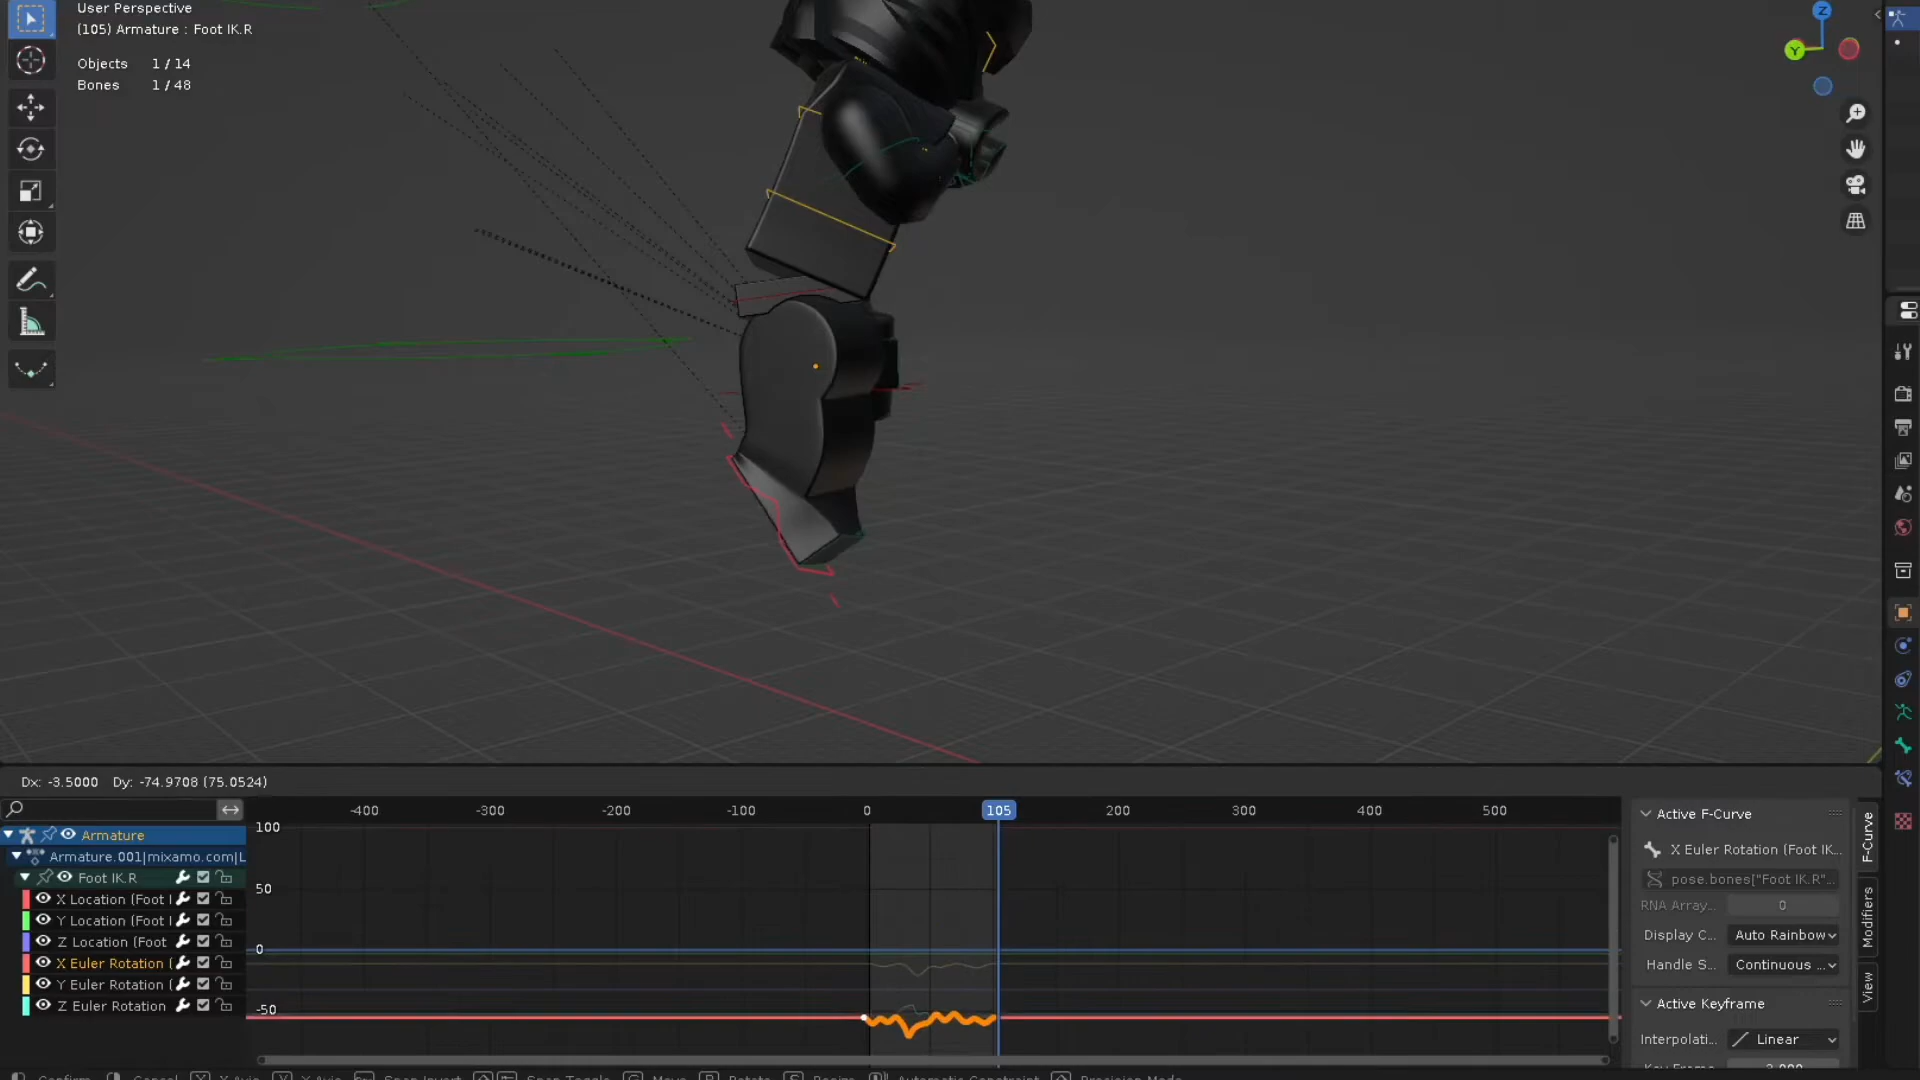 User Perspective
(105) Armature : Foot IK.R
Objects 1 / 14
Bones 1 / 48
Z
Y
Dx: -3.5000 Dy: -74.9708 (75.0524)
-400 -300 -200 -100 0 105 200 300 400 500
Armature
Armature.001|mixamo.com|L
Foot IK.R
X Location (Foot I
Y Location (Foot I
Z Location (Foot
X Euler Rotation (
Y Euler Rotation (
Z Euler Rotation
100
50
0
-50
Active F-Curve
X Euler Rotation (Foot IK...
pose.bones["Foot IK.R"...
RNA Array... 0
Display C... Auto Rainbow
Handle S... Continuous ...
Active Keyframe
Interpolati... Linear
F-Curve
Modifiers
View